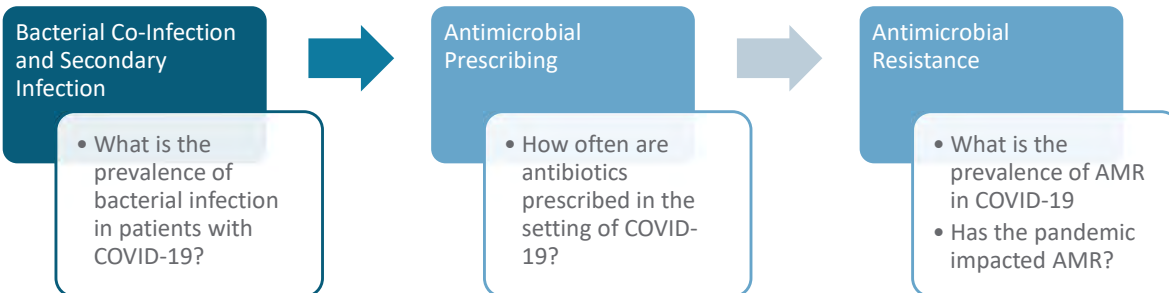 Bacterial Co-Infection
and Secondary
Infection
• What is the
prevalence of
bacterial infection
in patients with
COVID-19?
Antimicrobial
Prescribing
• How often are
antibiotics
prescribed in the
setting of COVID-
19?
Antimicrobial
Resistance
• What is the
prevalence of AMR
in COVID-19
• Has the pandemic
impacted AMR?